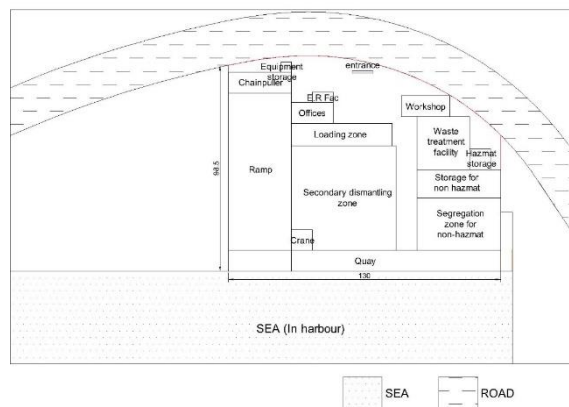 Equipment
storage
entrance
Chainpuller
E.R Fac
Offices
Workshop
Loading zone
Waste
treatment
facility
Hazmat
storage
98.5
Ramp
Secondary dismanting
zone
Storage for
non hazmat
Segregation
zone for
non-hazmat
Crane
Quay
130
SEA (In harbour)
SEA
ROAD